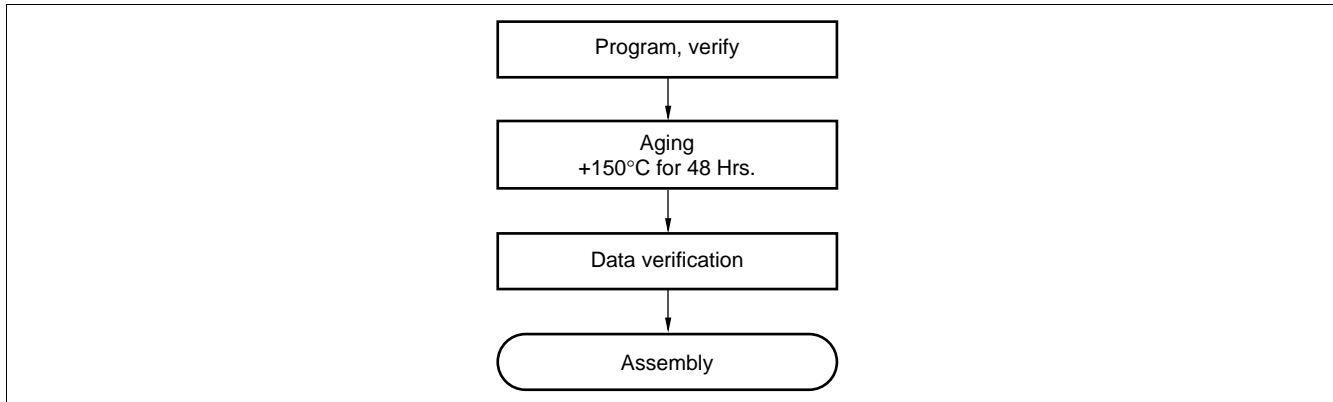 Program, verify
Aging
+150°C for 48 Hrs.
Data verification
Assembly